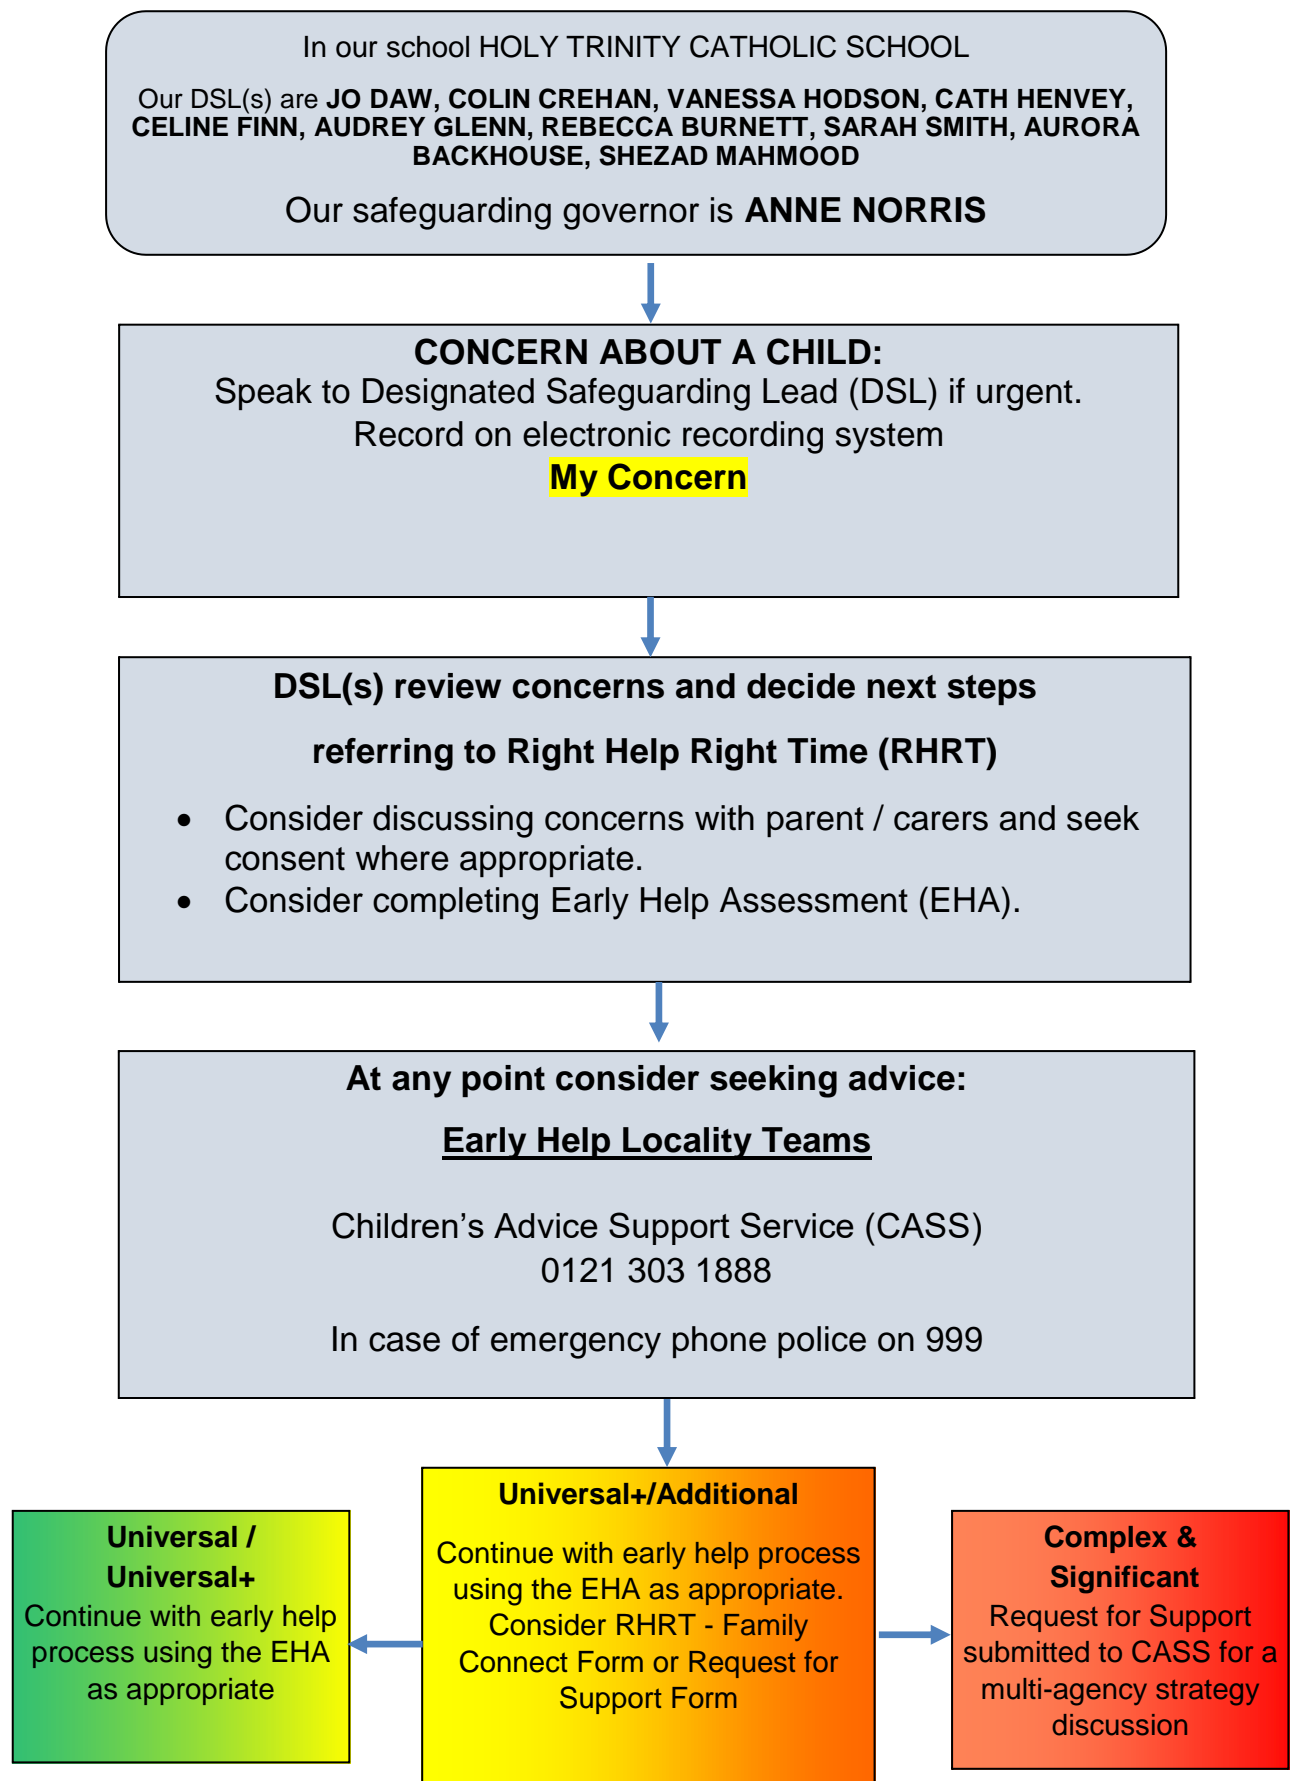 In our school HOLY TRINITY CATHOLIC SCHOOL
Our DSL(s) are JO DAW, COLIN CREHAN, VANESSA HODSON, CATH HENVEY,
CELINE FINN, AUDREY GLENN, REBECCA BURNETT, SARAH SMITH, AURORA
BACKHOUSE, SHEZAD MAHMOOD
Our safeguarding governor is ANNE NORRIS
CONCERN ABOUT A CHILD:
Speak to Designated Safeguarding Lead (DSL) if urgent.
Record on electronic recording system
My Concern
DSL(s) review concerns and decide next steps
referring to Right Help Right Time (RHRT)
• Consider discussing concerns with parent / carers and seek
consent where appropriate.
• Consider completing Early Help Assessment (EHA).
At any point consider seeking advice:
Early Help Locality Teams
Children’s Advice Support Service (CASS)
0121 303 1888
In case of emergency phone police on 999
Universal /
Universal+
Continue with early help
process using the EHA
as appropriate
Universal+/Additional
Continue with early help process
using the EHA as appropriate.
Consider RHRT - Family
Connect Form or Request for
Support Form
Complex &
Significant
Request for Support
submitted to CASS for a
multi-agency strategy
discussion